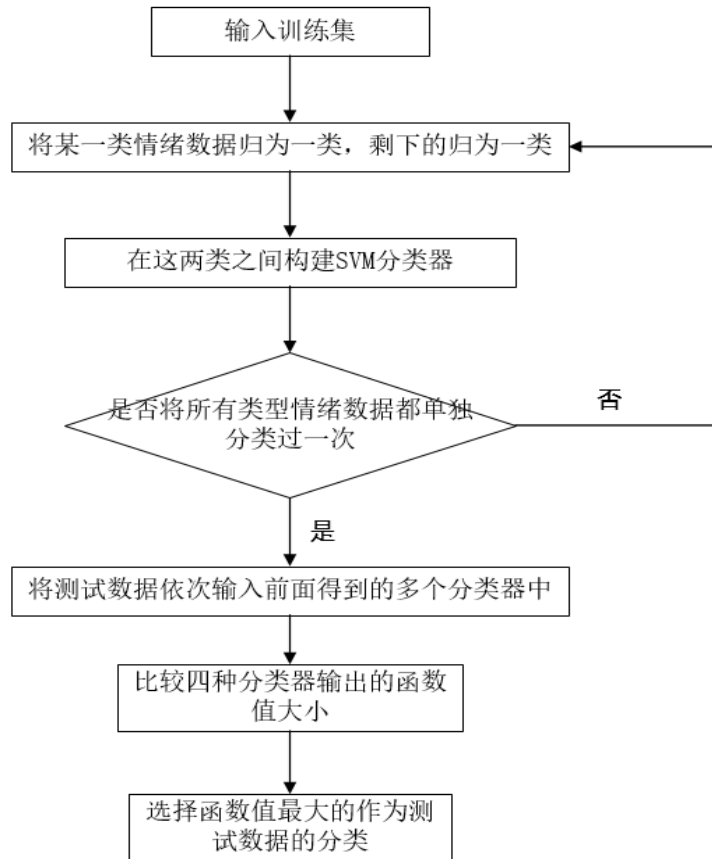 输入训练集
将某一类情绪数据归为一类，剩下的归为一类
在这两类之间构建SVM分类器
是否将所有类型情绪数据都单独
分类过一次
否
是
将测试数据依次输入前面得到的多个分类器中
比较四种分类器输出的函数
值大小
选择函数值最大的作为测
试数据的分类